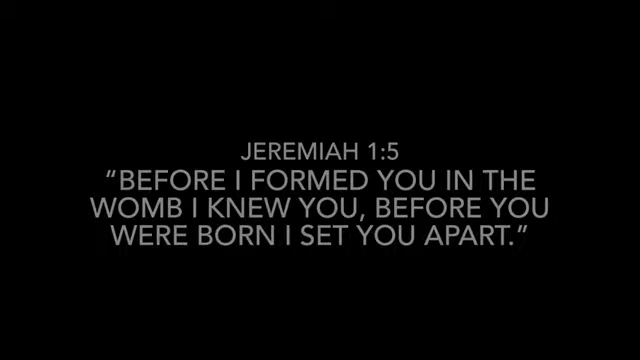 JEREMIAH 1:5
“BEFORE I FORMED YOU IN THE
WOMB I KNEW YOU, BEFORE YOU
WERE BORN I SET YOU APART.”